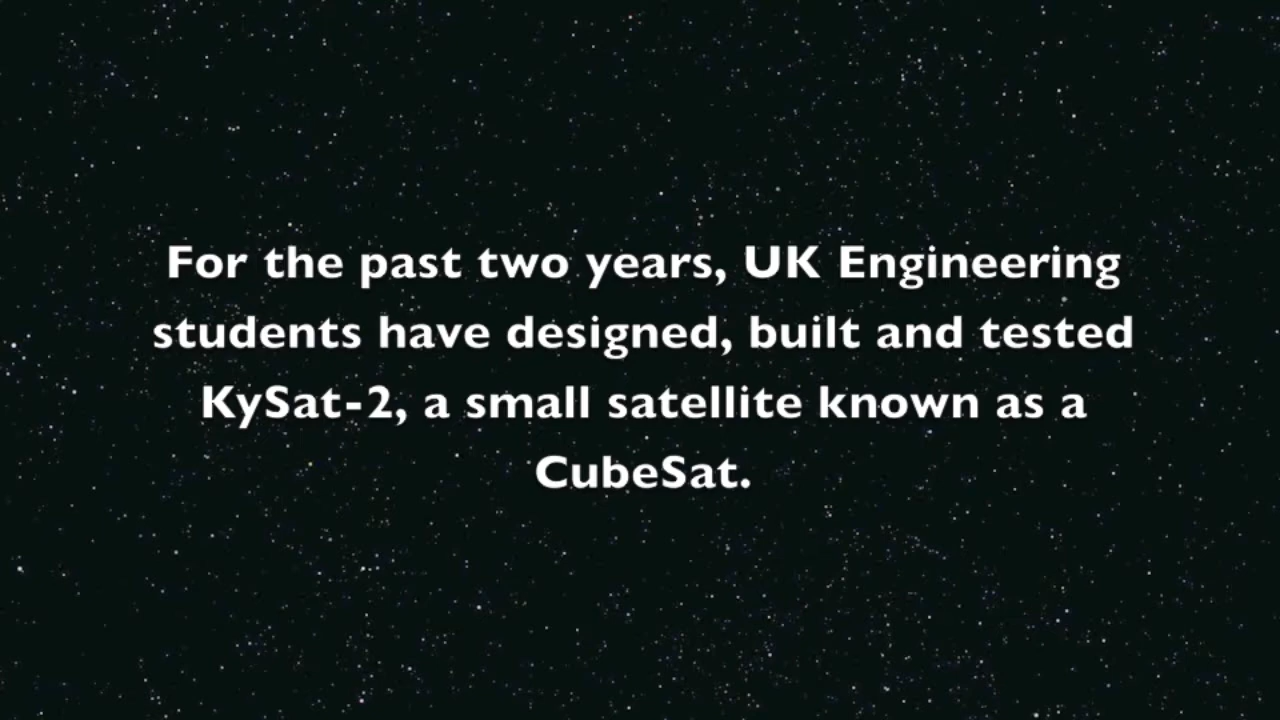 For the past two years, UK Engineering
students have designed, built and tested
KySat-2, a small satellite known as a
CubeSat.